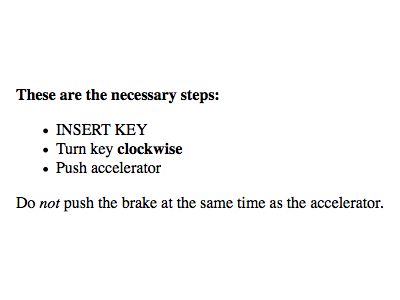 These are the necessary steps:
• INSERT KEY
• Turn key clockwise
• Push accelerator
Do not push the brake at the same time as the accelerator.